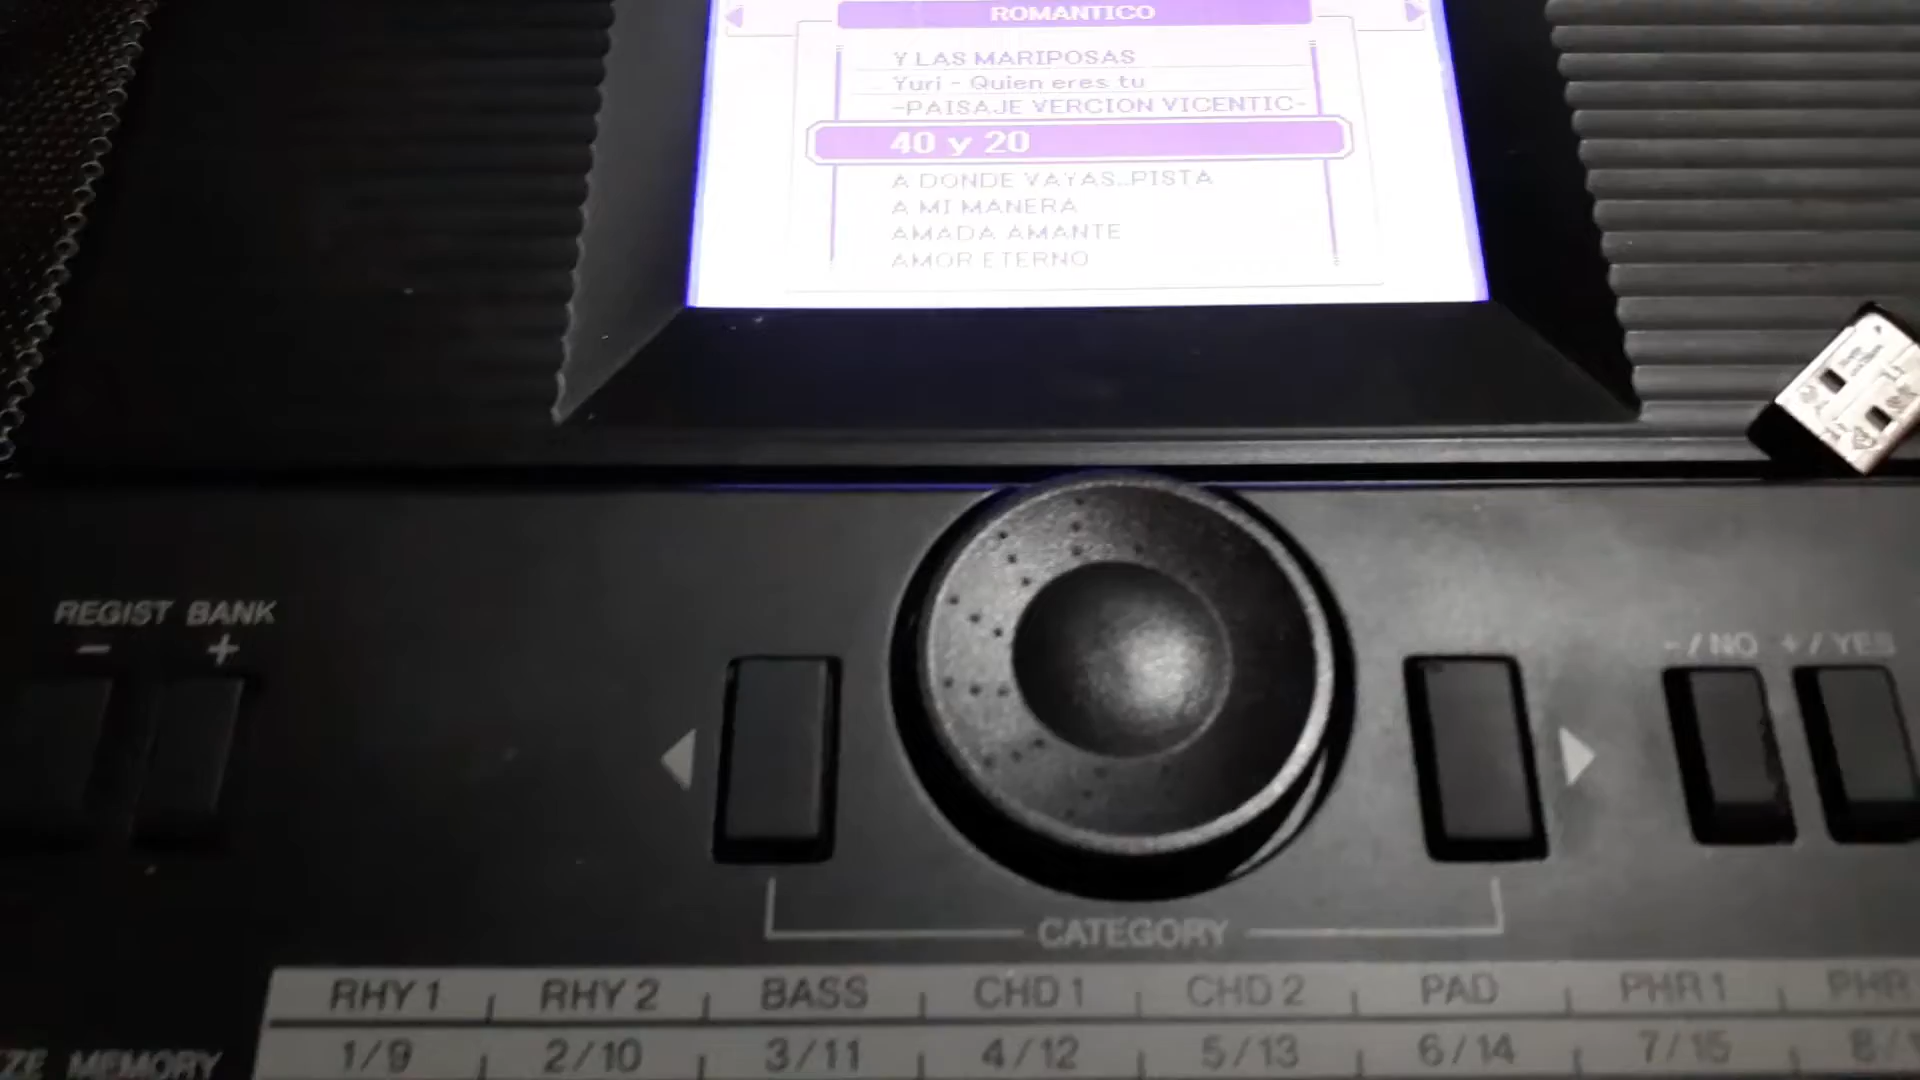 ROMANTICO
Y LAS MARIPOSAS
Yuri - Quien eres tu
-PAISAJE VERCION VICENTIC-
40 y 20
A DONDE VAYAS..PISTA
A MI MANERA
AMADA AMANTE
AMOR ETERNO
REGIST BANK
- +
- / NO + / YES
CATEGORY
RHY 1 RHY 2 BASS CHD 1 CHD 2 PAD PHR 1 PHR
MEMORY 1/9 2/10 3/11 4/12 5/13 6/14 7/15 8/